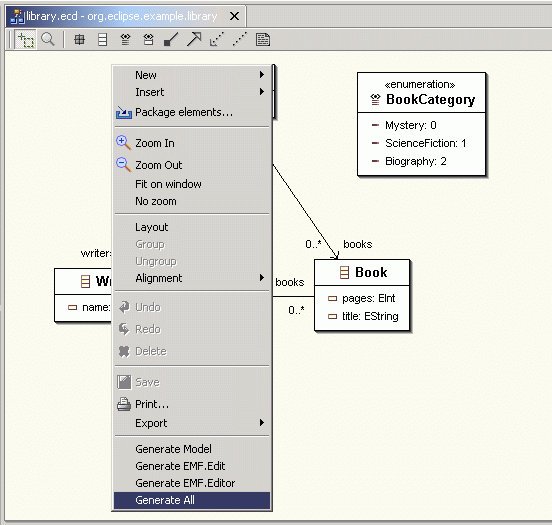 library.ecd - org.eclipse.example.library
New
Insert
Package elements...
Zoom In
Zoom Out
Fit on window
No zoom
Layout
Group
Ungroup
Alignment
Undo
Redo
Delete
Save
Print...
Export
Generate Model
Generate EMF.Edit
Generate EMF.Editor
Generate All
«enumeration»
BookCategory
Mystery: 0
ScienceFiction: 1
Biography: 2
0..* books
writer
name:
books
0..*
Book
pages: EInt
title: EString